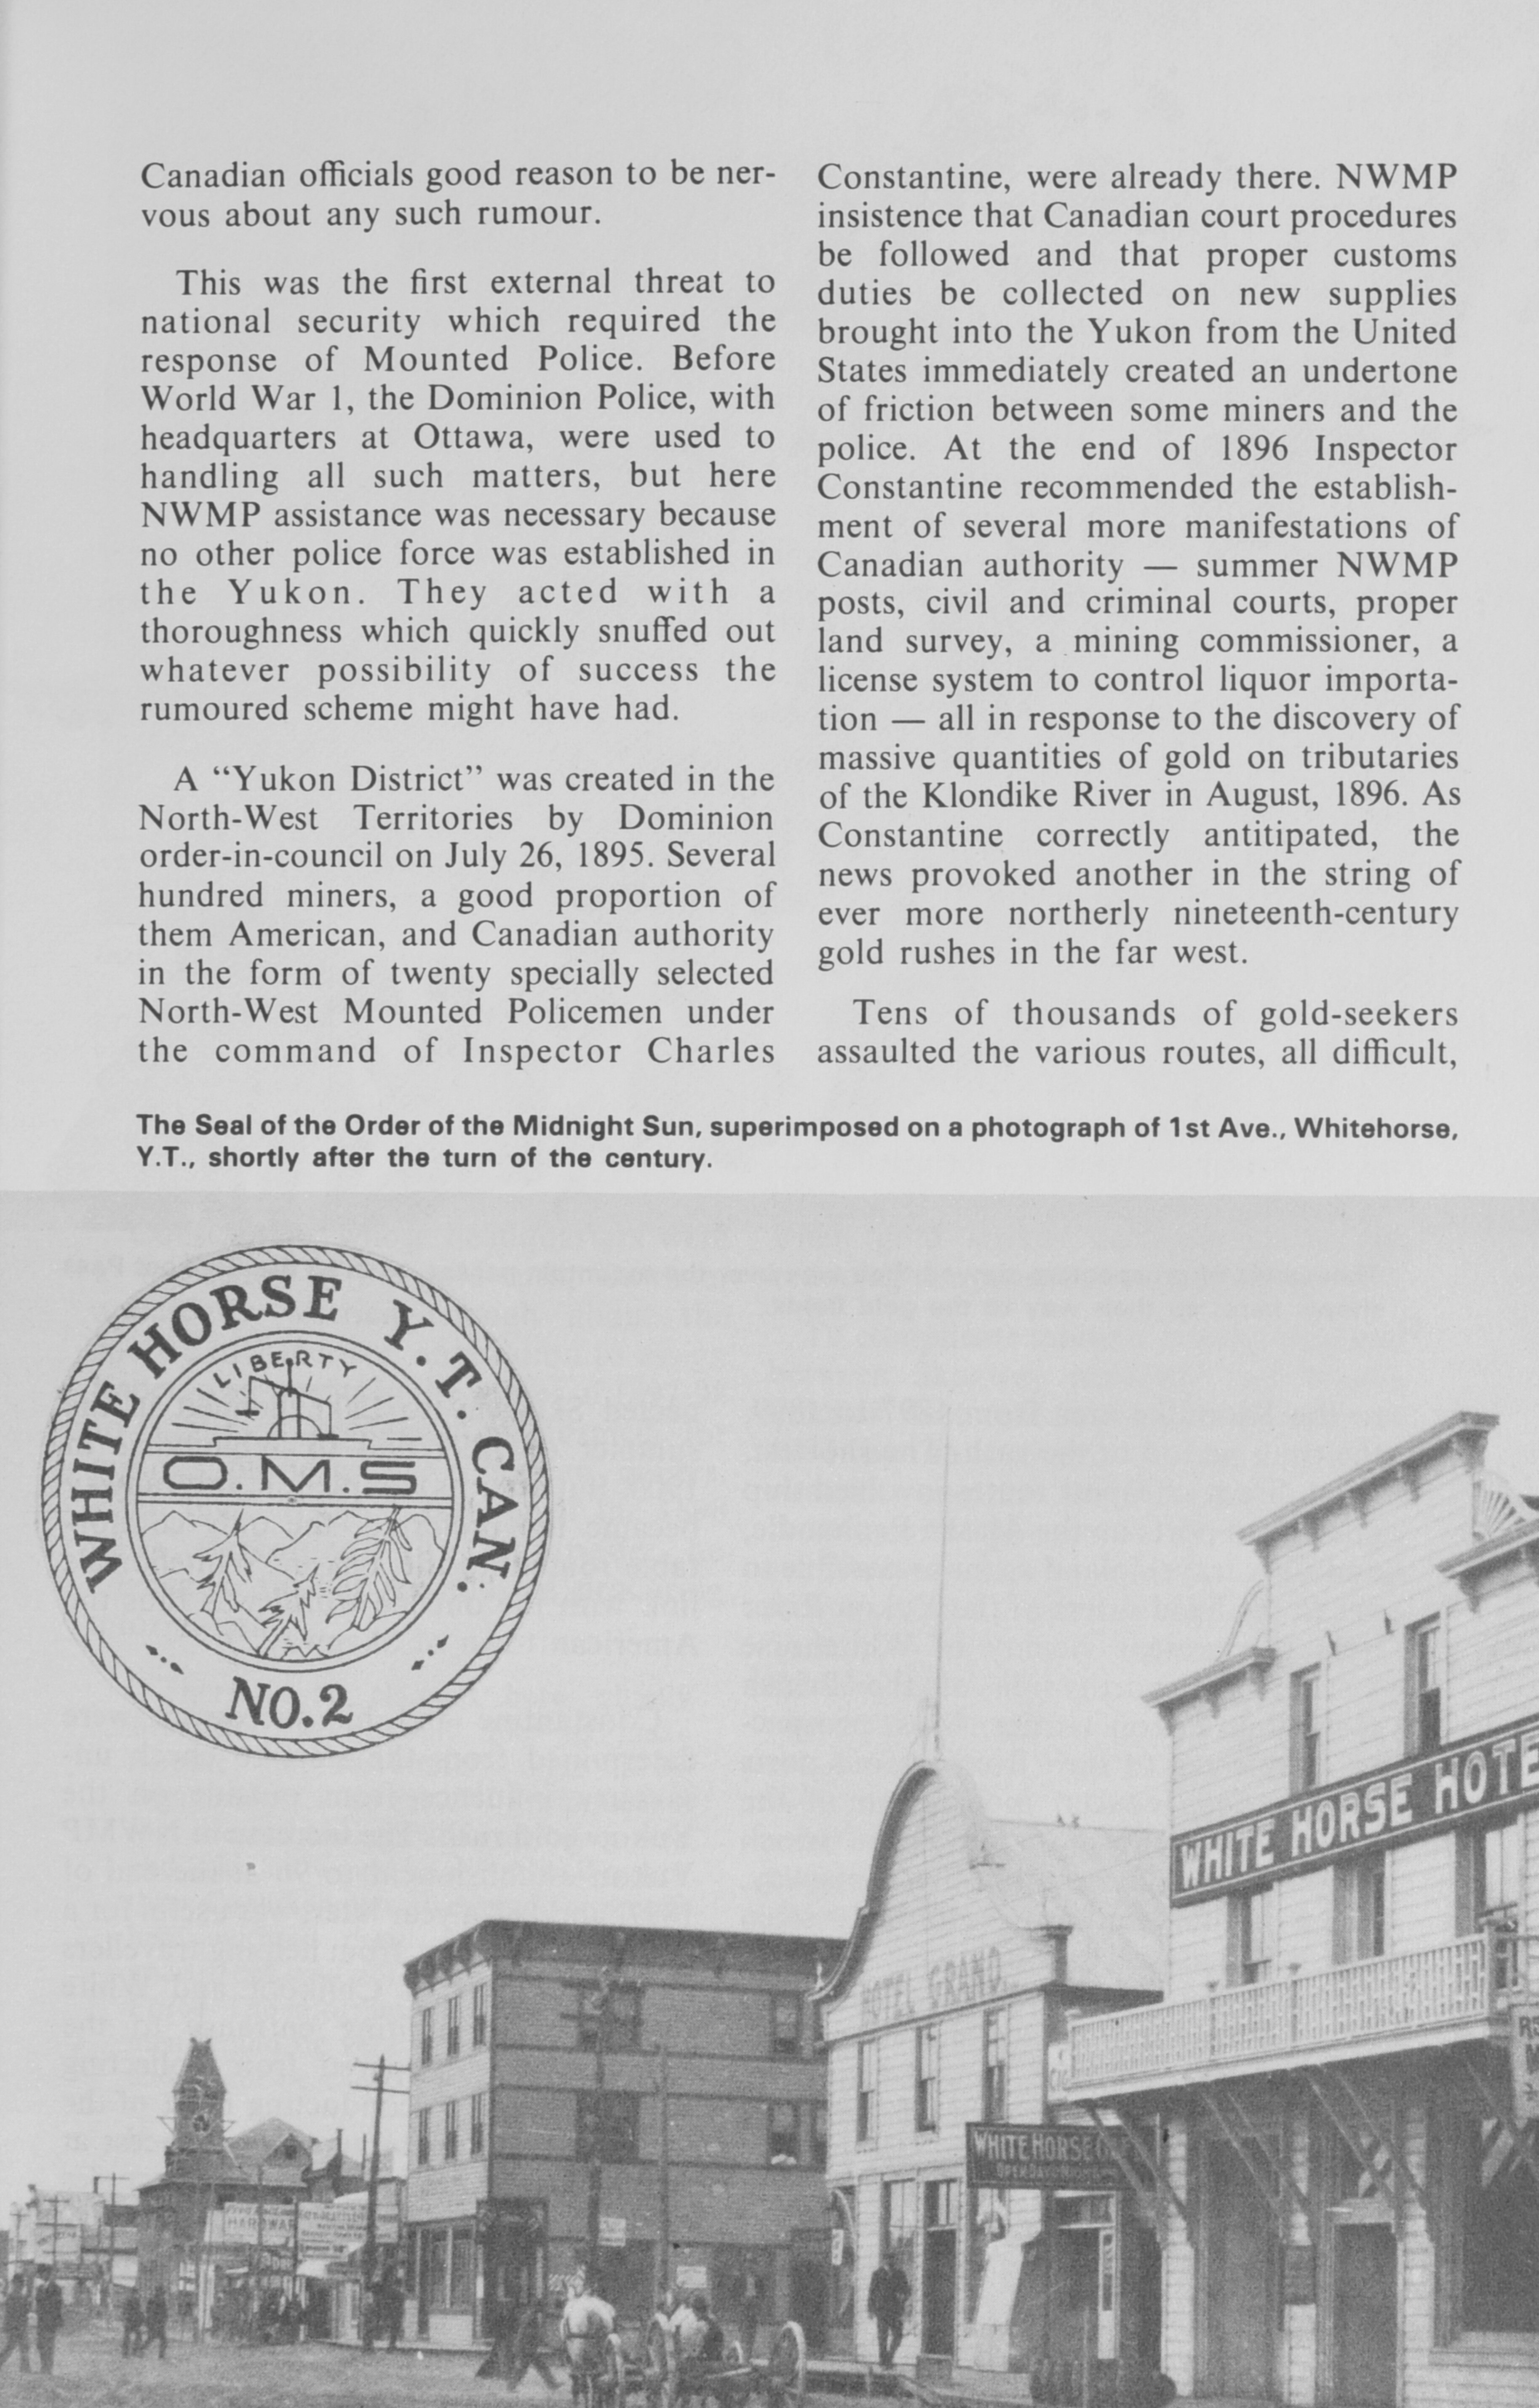 Canadian officials good reason to be ner-
vous about any such rumour.
This was the first external threat to
national security which required the
response of Mounted Police. Before
World War 1, the Dominion Police, with
headquarters at Ottawa, were used to
handling all such matters, but here
NWMP assistance was necessary because
no other police force was established in
the Yukon. They acted with a
thoroughness which quickly snuffed out
whatever possibility of success the
rumoured scheme might have had.
A “Yukon District” was created in the
North-West Territories by Dominion
order-in-council on July 26, 1895. Several
hundred miners, a good proportion of
them American, and Canadian authority
in the form of twenty specially selected
North-West Mounted Policemen under
the command of Inspector Charles
Constantine, were already there. NWMP
insistence that Canadian court procedures
be followed and that proper customs
duties be collected on new supplies
brought into the Yukon from the United
States immediately created an undertone
of friction between some miners and the
police. At the end of 1896 Inspector
Constantine recommended the establish-
ment of several more manifestations of
Canadian authority — summer NWMP
posts, civil and criminal courts, proper
land survey, a mining commissioner, a
license system to control liquor importa-
tion — all in response to the discovery of
massive quantities of gold on tributaries
of the Klondike River in August, 1896. As
Constantine correctly antitipated, the
news provoked another in the string of
ever more northerly nineteenth-century
gold rushes in the far west.
Tens of thousands of gold-seekers
assaulted the various routes, all difficult,
The Seal of the Order of the Midnight Sun, superimposed on a photograph of 1st Ave., Whitehorse,
Y.T., shortly after the turn of the century.
WHITE HORSE Y.T. CAN.
LIBERTY
O.M.S
NO.2
WHITE HORSE HOTE
HOTEL GRAND
WHITE HORSE
HARDWAR